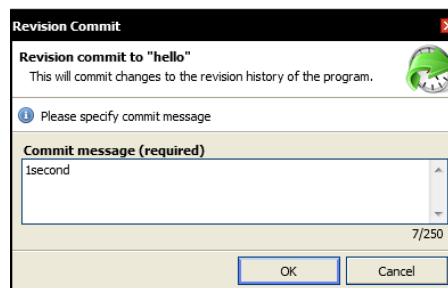 Revision Commit
Revision commit to "hello"
This will commit changes to the revision history of the program.
Please specify commit message
Commit message (required)
1second
7/250
OK
Cancel